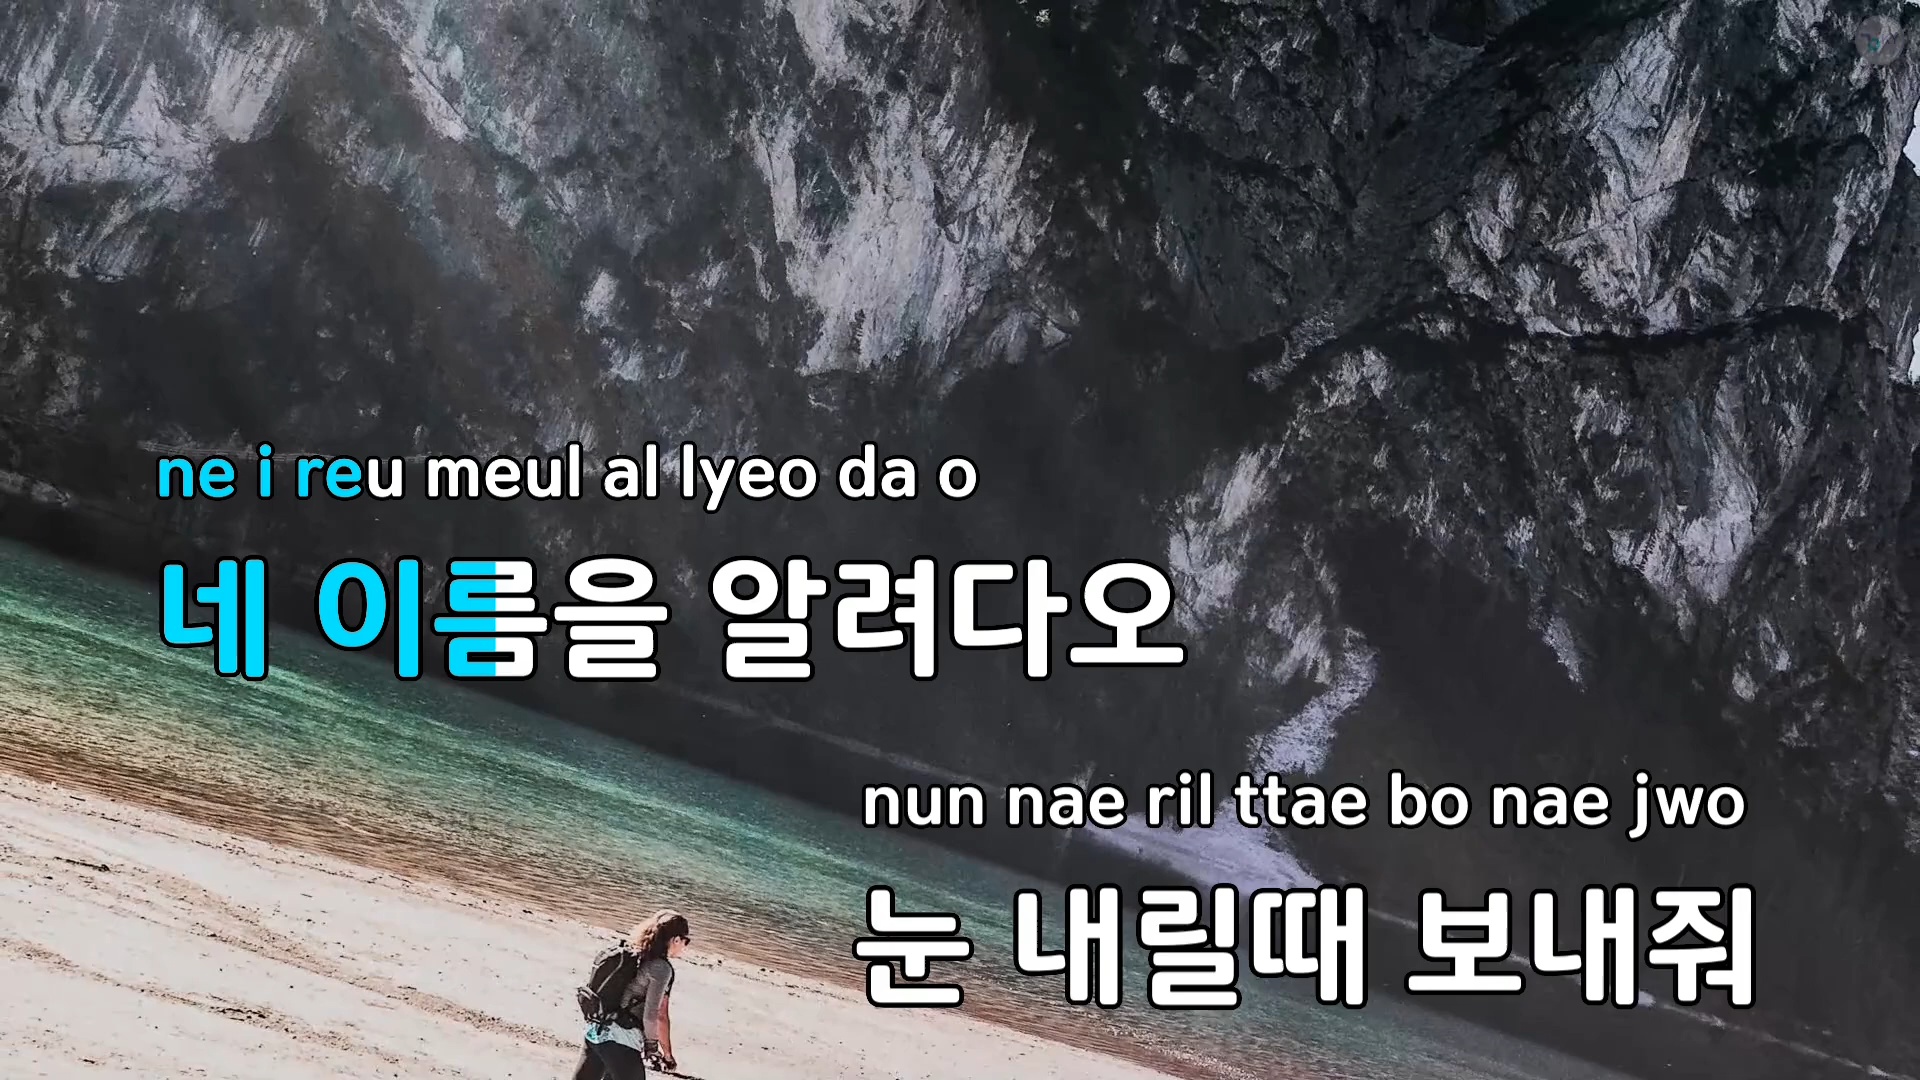 ne i reu meul al lyeo da o
네 이름을 알려다오
nun nae ril ttae bo nae jwo
눈 내릴때 보내줘